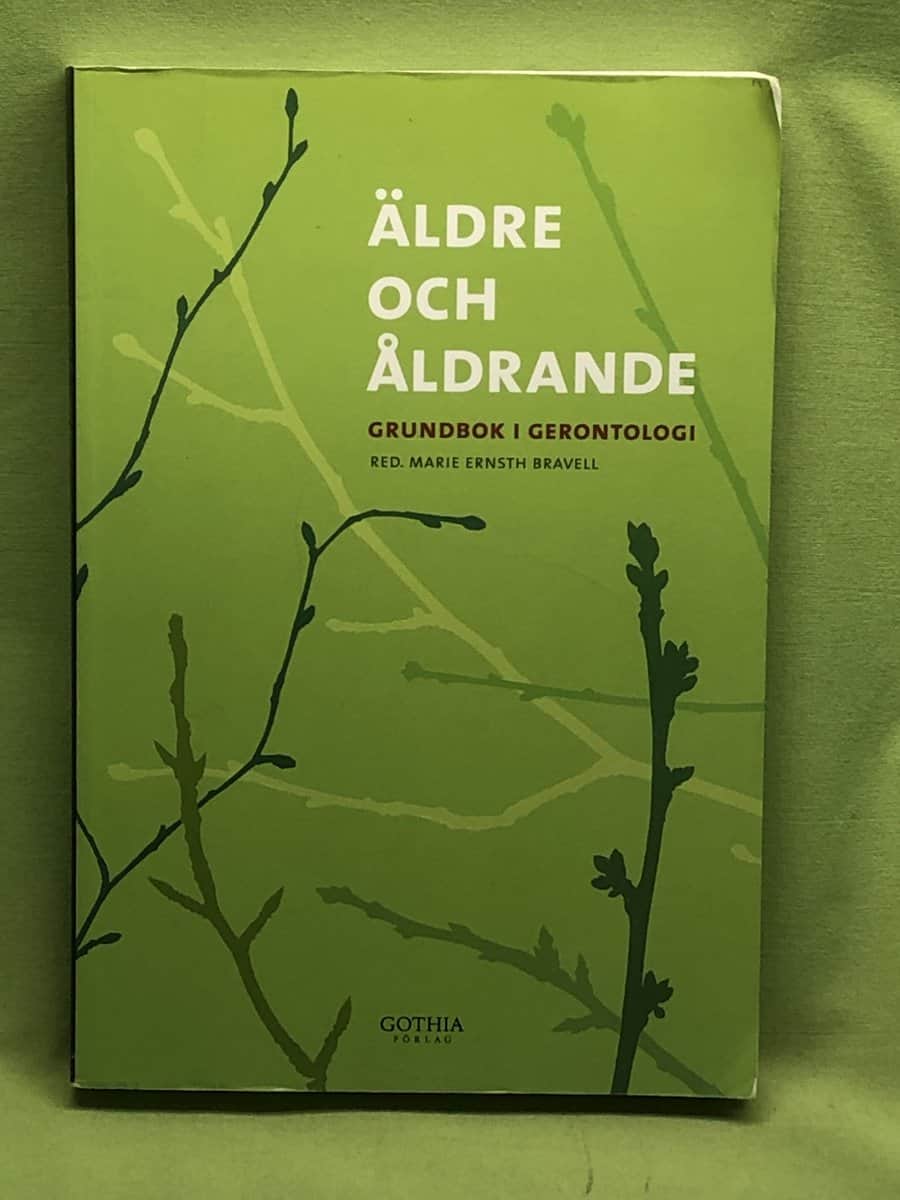 ÄLDRE
OCH
ÅLDRANDE
GRUNDBOK I GERONTOLOGI
RED. MARIE ERNSTH BRAVELL
GOTHIA
FÖRLAG